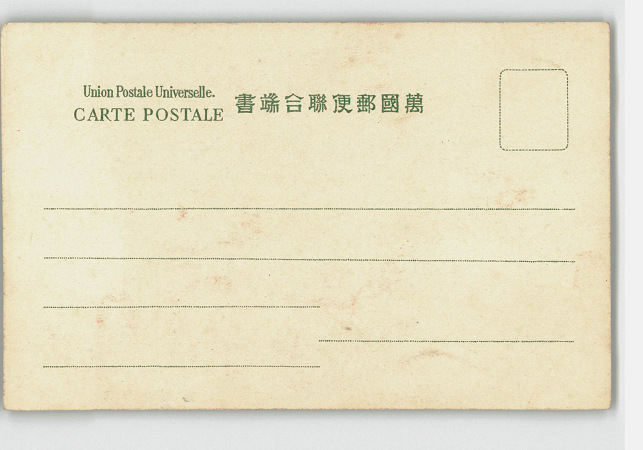 Union Postale Universelle.
CARTE POSTALE
萬國郵便聯合端書